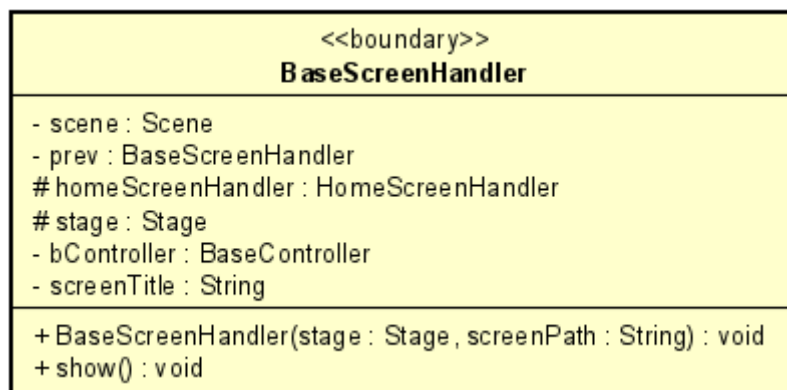 <<boundary>>
BaseScreenHandler
- scene : Scene
- prev : BaseScreenHandler
# homeScreenHandler : HomeScreenHandler
# stage : Stage
- bController : BaseController
- screenTitle : String
+ BaseScreenHandler(stage : Stage, screenPath : String) : void
+ show() : void